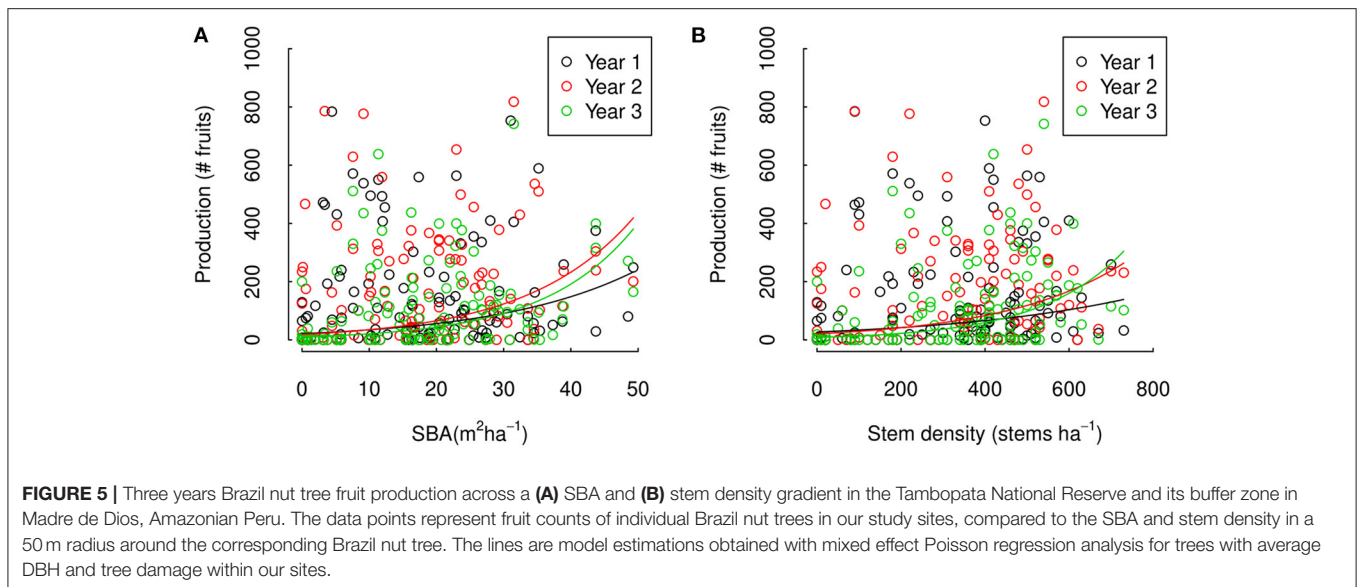 A
Production (# fruits)
0 200 400 600 800 1000
Year 1
Year 2
Year 3
0 10 20 30 40 50
SBA(m²ha⁻¹)
B
Production (# fruits)
0 200 400 600 800 1000
Year 1
Year 2
Year 3
0 200 400 600 800
Stem density (stems ha⁻¹)
FIGURE 5 | Three years Brazil nut tree fruit production across a (A) SBA and (B) stem density gradient in the Tambopata National Reserve and its buffer zone in
Madre de Dios, Amazonian Peru. The data points represent fruit counts of individual Brazil nut trees in our study sites, compared to the SBA and stem density in a
50 m radius around the corresponding Brazil nut tree. The lines are model estimations obtained with mixed effect Poisson regression analysis for trees with average
DBH and tree damage within our sites.